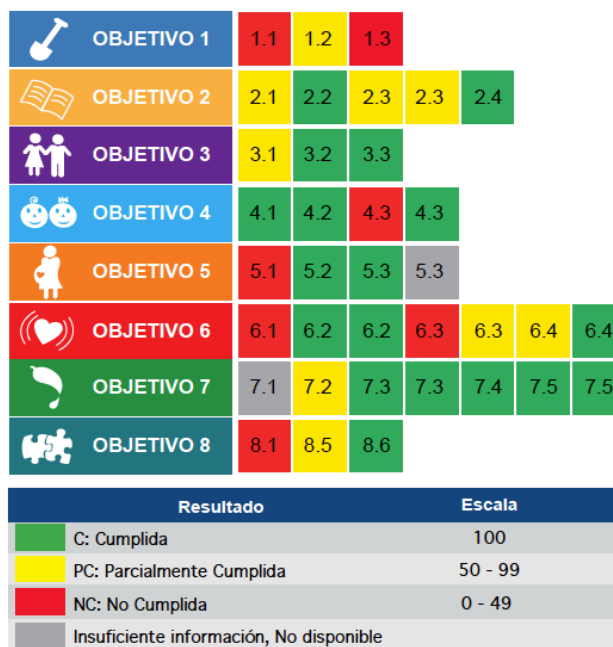 OBJETIVO 1 1.1 1.2 1.3
OBJETIVO 2 2.1 2.2 2.3 2.3 2.4
OBJETIVO 3 3.1 3.2 3.3
OBJETIVO 4 4.1 4.2 4.3 4.3
OBJETIVO 5 5.1 5.2 5.3 5.3
OBJETIVO 6 6.1 6.2 6.2 6.3 6.3 6.4 6.4
OBJETIVO 7 7.1 7.2 7.3 7.3 7.4 7.5 7.5
OBJETIVO 8 8.1 8.5 8.6
Resultado Escala
C: Cumplida 100
PC: Parcialmente Cumplida 50 - 99
NC: No Cumplida 0 - 49
Insuficiente información, No disponible